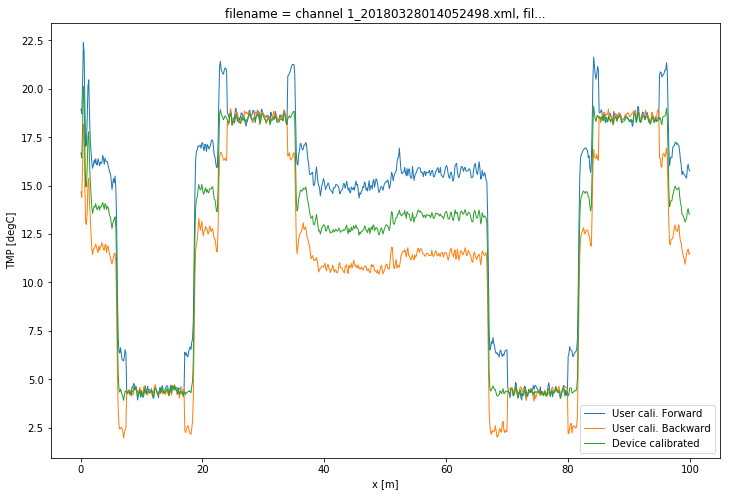 filename = channel 1_20180328014052498.xml, fil...
22.5
20.0
17.5
15.0
12.5
10.0
7.5
5.0
2.5
TMP [degC]
User cali. Forward
User cali. Backward
Device calibrated
0 20 40 60 80 100
x [m]